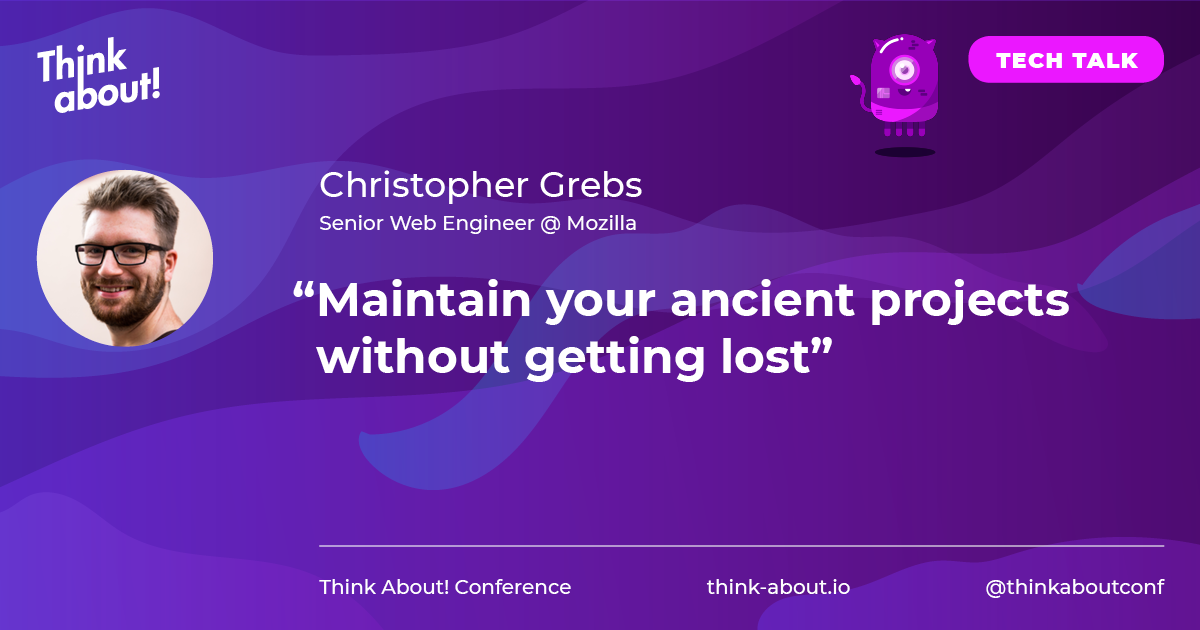 Think
about!
TECH TALK
Christopher Grebs
Senior Web Engineer @ Mozilla
“Maintain your ancient projects
without getting lost”
Think About! Conference
think-about.io
@thinkaboutconf